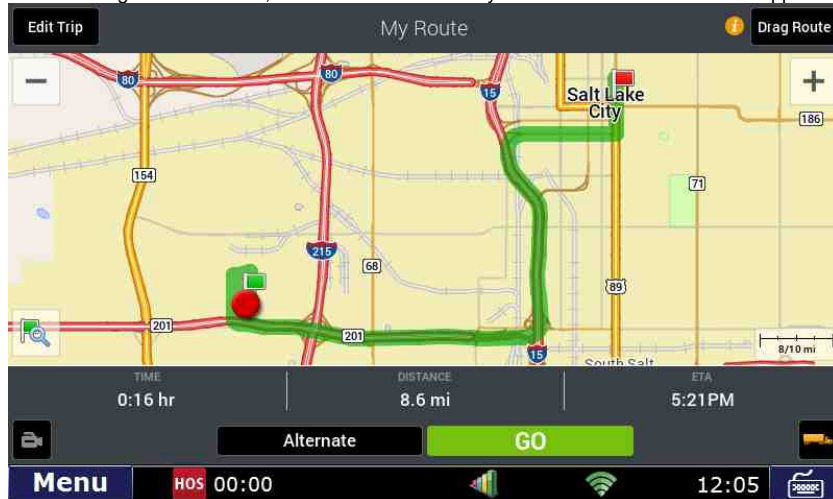 Edit Trip
My Route
Drag Route
80
80
15
Salt Lake
City
186
154
71
215
68
89
201
201
15
8/10 mi
TIME
DISTANCE
ETA
0:16 hr
8.6 mi
5:21PM
Alternate
GO
Menu
HOS 00:00
12:05